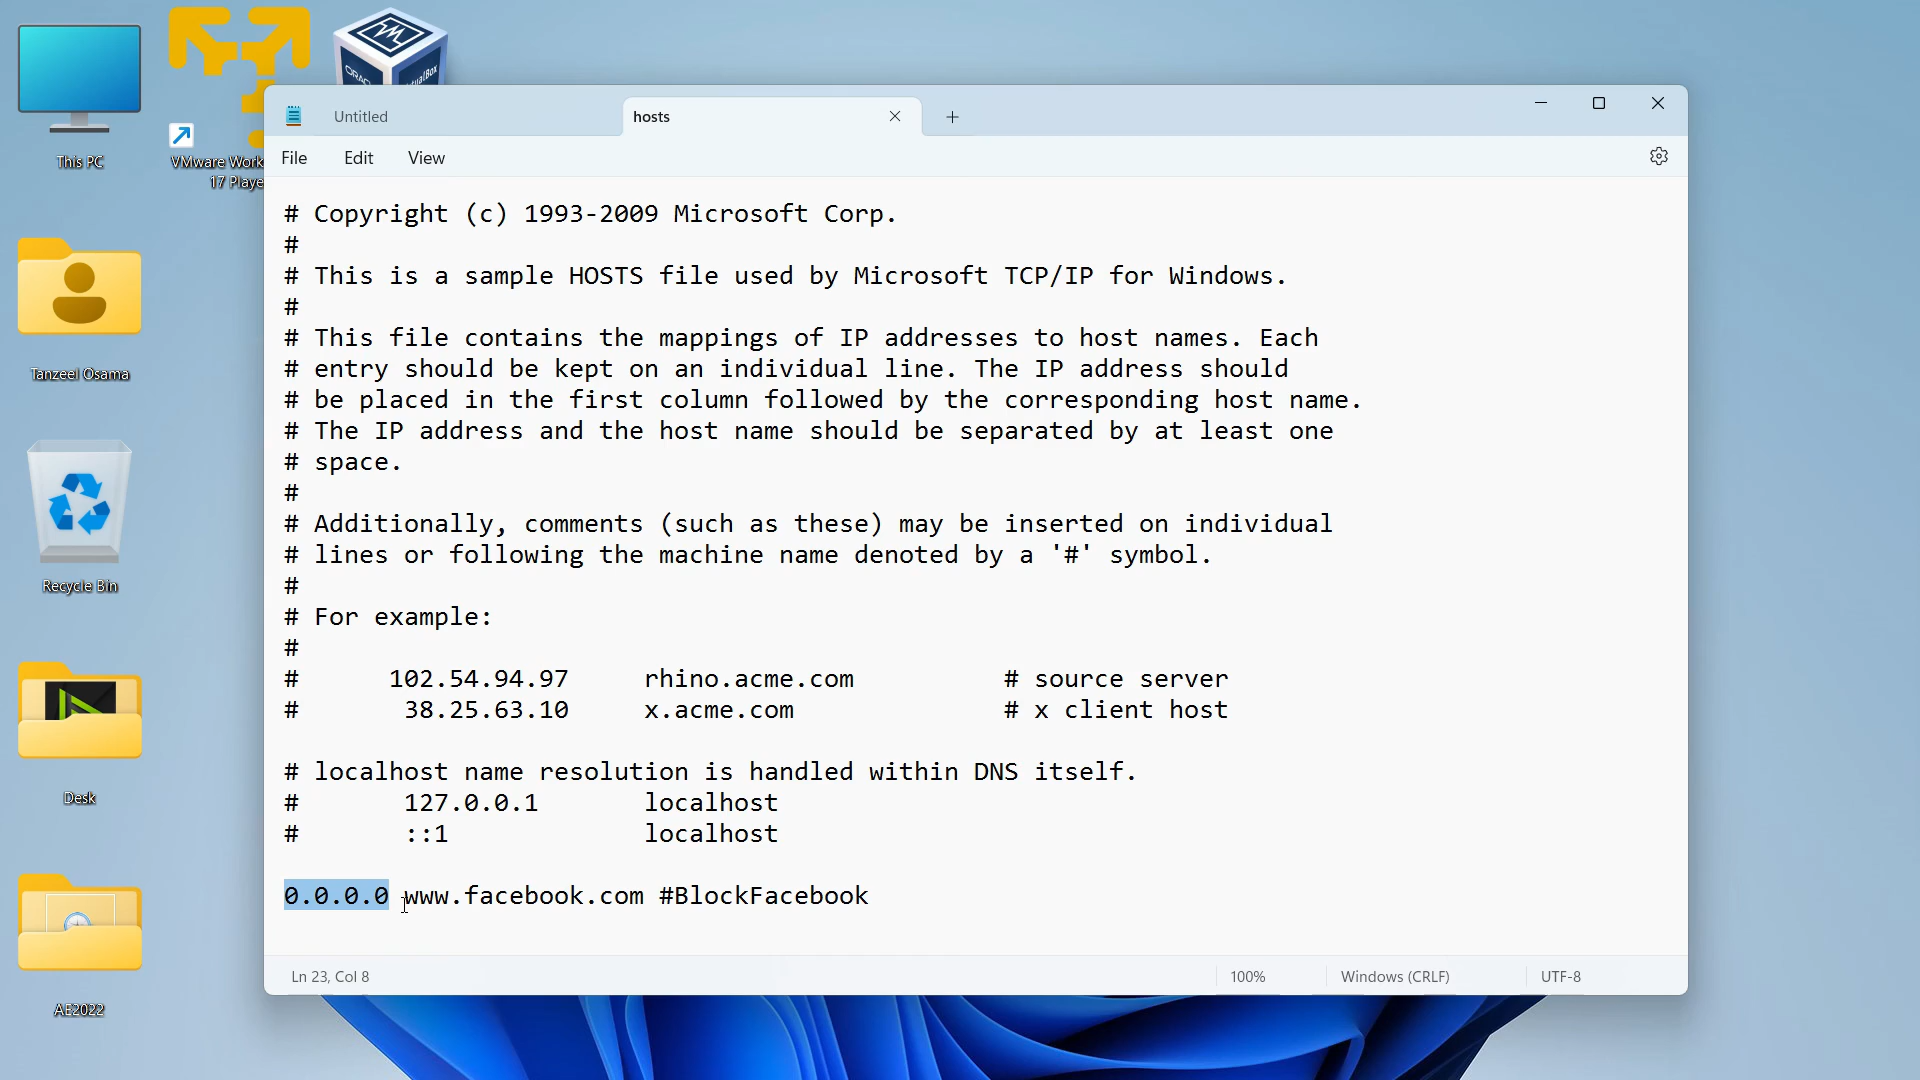 This PC
VMware Work
17 Playe
ORACL
tualBox
Tanzeel Osama
Recycle Bin
Desk
AE2022
Untitled
hosts
File Edit View
# Copyright (c) 1993-2009 Microsoft Corp.
#
# This is a sample HOSTS file used by Microsoft TCP/IP for Windows.
#
# This file contains the mappings of IP addresses to host names. Each
# entry should be kept on an individual line. The IP address should
# be placed in the first column followed by the corresponding host name.
# The IP address and the host name should be separated by at least one
# space.
#
# Additionally, comments (such as these) may be inserted on individual
# lines or following the machine name denoted by a '#' symbol.
#
# For example:
#
#      102.54.94.97     rhino.acme.com          # source server
#       38.25.63.10     x.acme.com              # x client host

# localhost name resolution is handled within DNS itself.
#       127.0.0.1       localhost
#       ::1             localhost

0.0.0.0 www.facebook.com #BlockFacebook
Ln 23, Col 8
100%
Windows (CRLF)
UTF-8